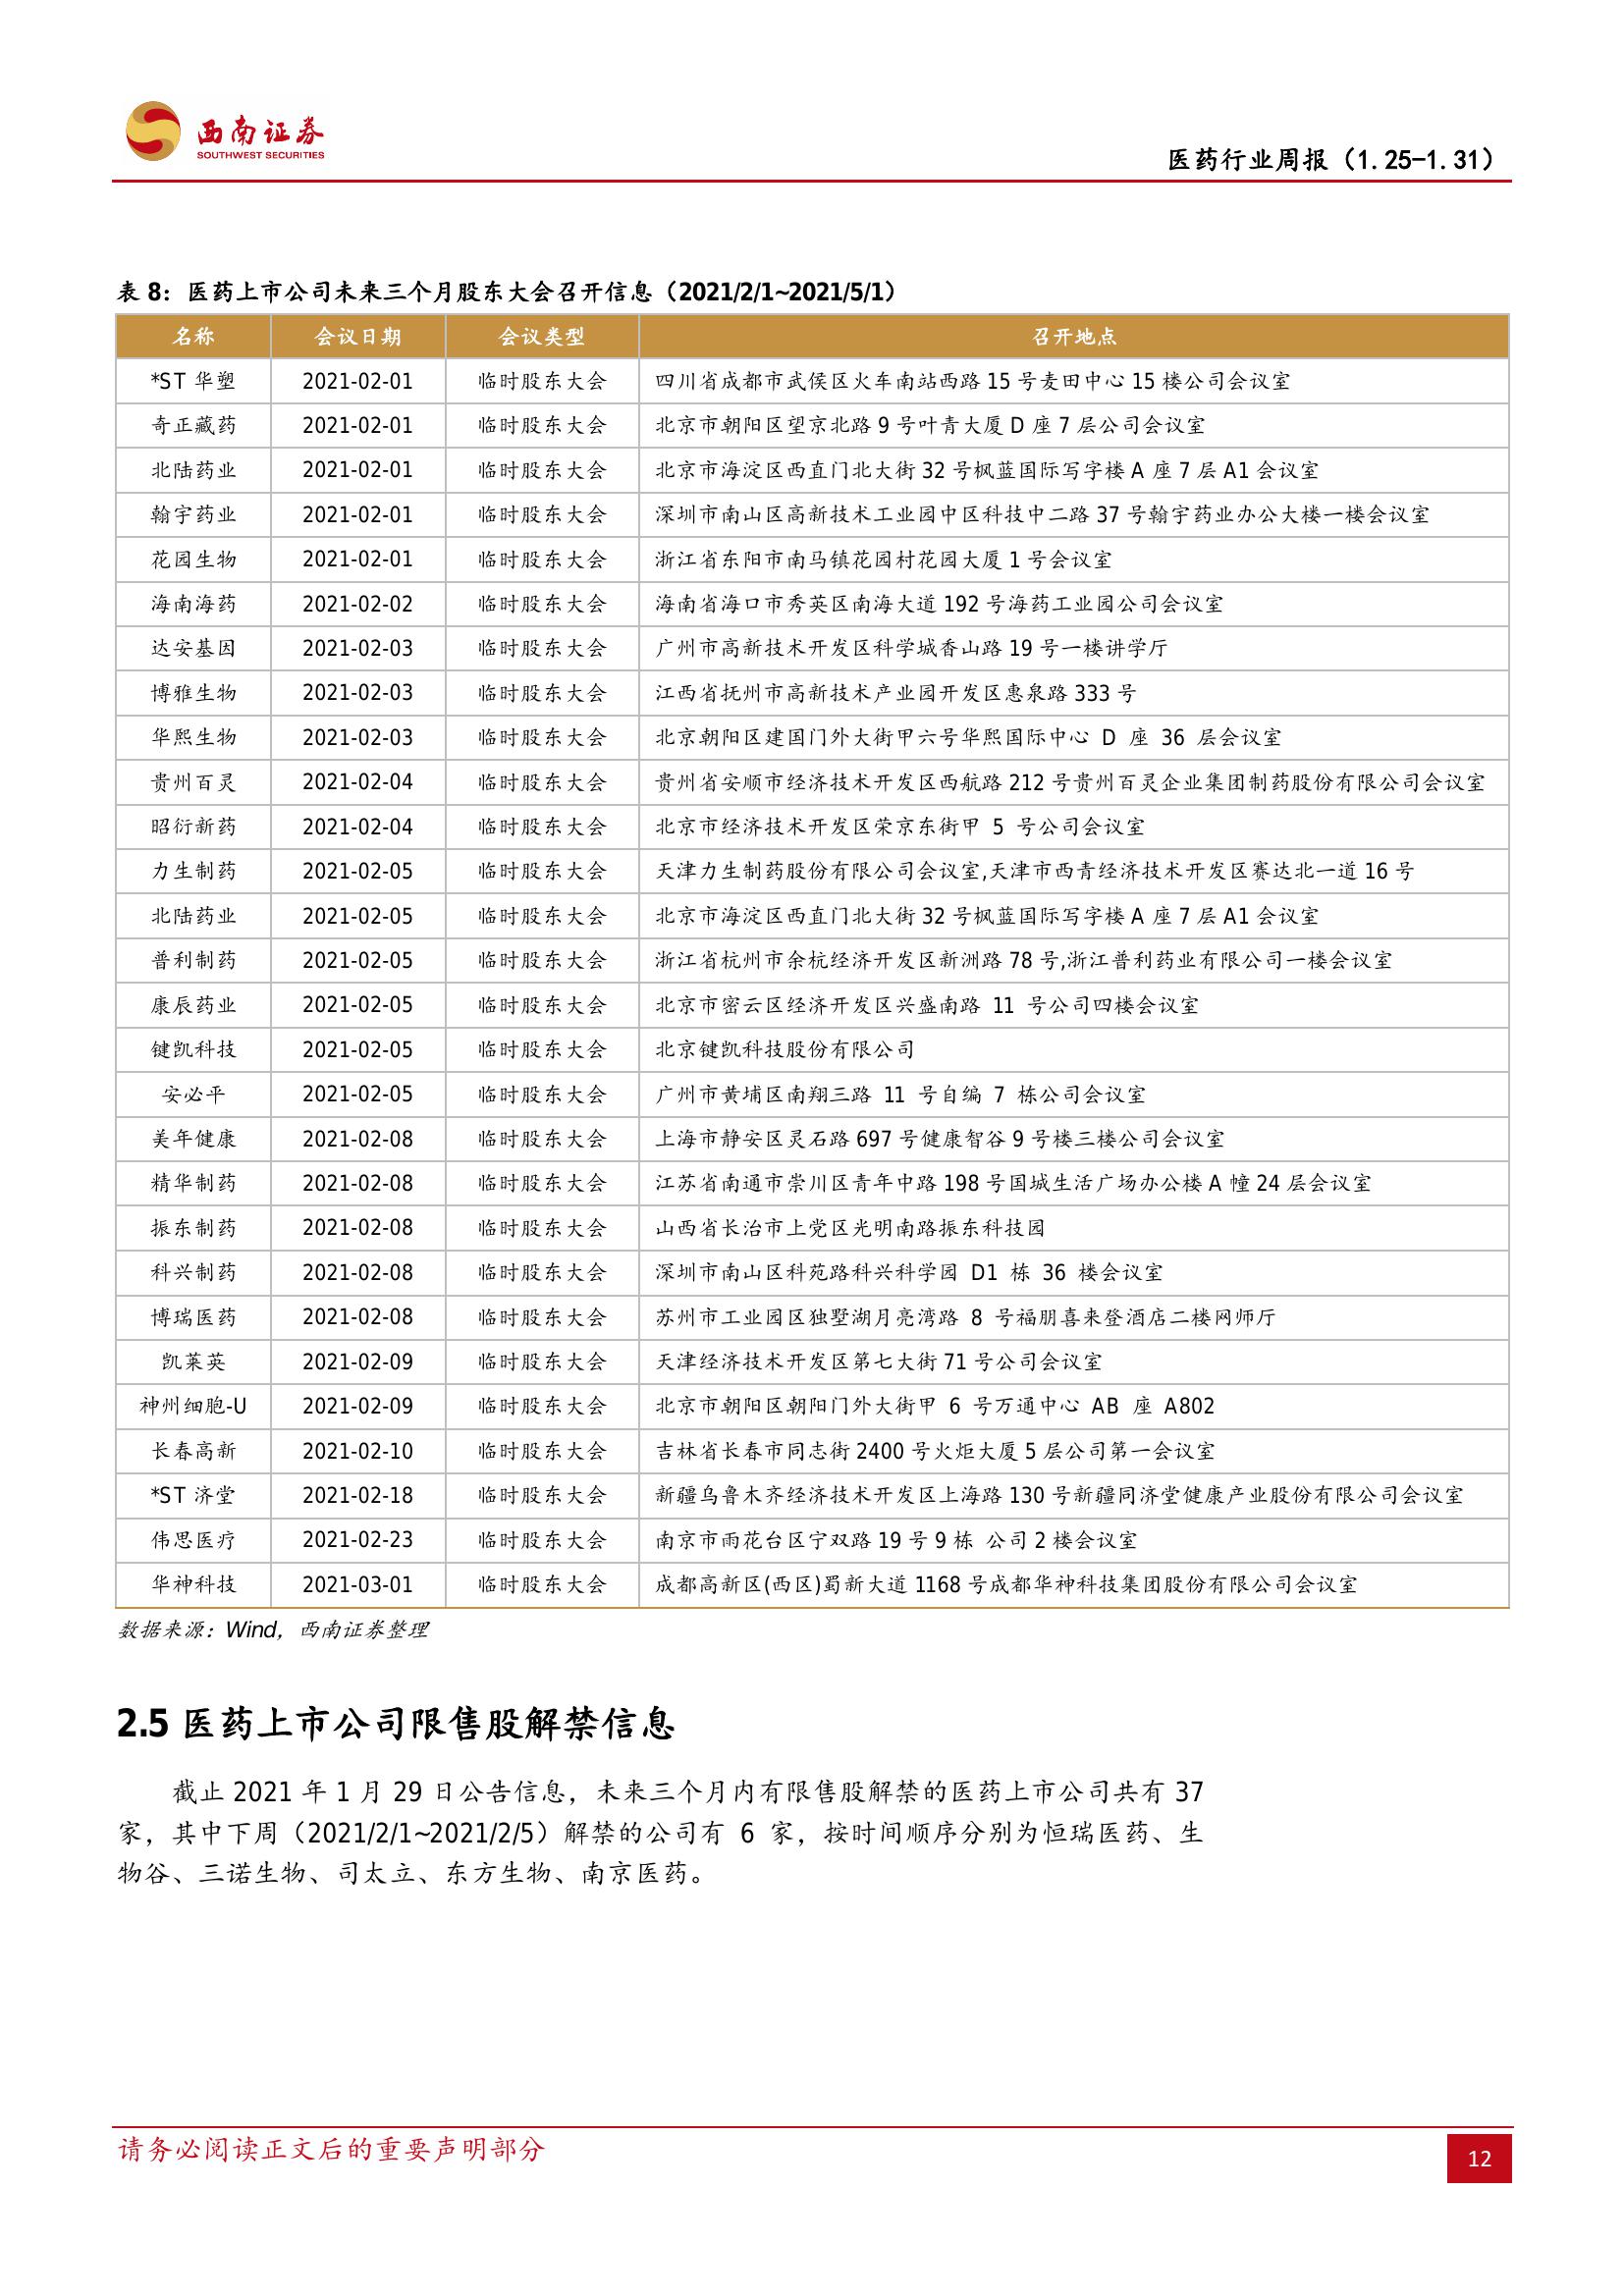 西南证券
SOUTHWEST SECURITIES
医药行业周报（1.25-1.31）
表 8：医药上市公司未来三个月股东大会召开信息（2021/2/1~2021/5/1）
名称 会议日期 会议类型 召开地点
*ST 华塑 2021-02-01 临时股东大会 四川省成都市武侯区火车南站西路 15 号麦田中心 15 楼公司会议室
奇正藏药 2021-02-01 临时股东大会 北京市朝阳区望京北路 9 号叶青大厦 D 座 7 层公司会议室
北陆药业 2021-02-01 临时股东大会 北京市海淀区西直门北大街 32 号枫蓝国际写字楼 A 座 7 层 A1 会议室
翰宇药业 2021-02-01 临时股东大会 深圳市南山区高新技术工业园中区科技中二路 37 号翰宇药业办公大楼一楼会议室
花园生物 2021-02-01 临时股东大会 浙江省东阳市南马镇花园村花园大厦 1 号会议室
海南海药 2021-02-02 临时股东大会 海南省海口市秀英区南海大道 192 号海药工业园公司会议室
达安基因 2021-02-03 临时股东大会 广州市高新技术开发区科学城香山路 19 号一楼讲学厅
博雅生物 2021-02-03 临时股东大会 江西省抚州市高新技术产业园开发区惠泉路 333 号
华熙生物 2021-02-03 临时股东大会 北京朝阳区建国门外大街甲六号华熙国际中心 D 座 36 层会议室
贵州百灵 2021-02-04 临时股东大会 贵州省安顺市经济技术开发区西航路 212 号贵州百灵企业集团制药股份有限公司会议室
昭衍新药 2021-02-04 临时股东大会 北京市经济技术开发区荣京东街甲 5 号公司会议室
力生制药 2021-02-05 临时股东大会 天津力生制药股份有限公司会议室,天津市西青经济技术开发区赛达北一道 16 号
北陆药业 2021-02-05 临时股东大会 北京市海淀区西直门北大街 32 号枫蓝国际写字楼 A 座 7 层 A1 会议室
普利制药 2021-02-05 临时股东大会 浙江省杭州市余杭经济开发区新洲路 78 号,浙江普利药业有限公司一楼会议室
康辰药业 2021-02-05 临时股东大会 北京市密云区经济开发区兴盛南路 11 号公司四楼会议室
键凯科技 2021-02-05 临时股东大会 北京键凯科技股份有限公司
安必平 2021-02-05 临时股东大会 广州市黄埔区南翔三路 11 号自编 7 栋公司会议室
美年健康 2021-02-08 临时股东大会 上海市静安区灵石路 697 号健康智谷 9 号楼三楼公司会议室
精华制药 2021-02-08 临时股东大会 江苏省南通市崇川区青年中路 198 号国城生活广场办公楼 A 幢 24 层会议室
振东制药 2021-02-08 临时股东大会 山西省长治市上党区光明南路振东科技园
科兴制药 2021-02-08 临时股东大会 深圳市南山区科苑路科兴科学园 D1 栋 36 楼会议室
博瑞医药 2021-02-08 临时股东大会 苏州市工业园区独墅湖月亮湾路 8 号福朋喜来登酒店二楼网师厅
凯莱英 2021-02-09 临时股东大会 天津经济技术开发区第七大街 71 号公司会议室
神州细胞-U 2021-02-09 临时股东大会 北京市朝阳区朝阳门外大街甲 6 号万通中心 AB 座 A802
长春高新 2021-02-10 临时股东大会 吉林省长春市同志街 2400 号火炬大厦 5 层公司第一会议室
*ST 济堂 2021-02-18 临时股东大会 新疆乌鲁木齐经济技术开发区上海路 130 号新疆同济堂健康产业股份有限公司会议室
伟思医疗 2021-02-23 临时股东大会 南京市雨花台区宁双路 19 号 9 栋 公司 2 楼会议室
华神科技 2021-03-01 临时股东大会 成都高新区(西区)蜀新大道 1168 号成都华神科技集团股份有限公司会议室
数据来源：Wind，西南证券整理
2.5 医药上市公司限售股解禁信息
截止 2021 年 1 月 29 日公告信息，未来三个月内有限售股解禁的医药上市公司共有 37
家，其中下周（2021/2/1~2021/2/5）解禁的公司有 6 家，按时间顺序分别为恒瑞医药、生
物谷、三诺生物、司太立、东方生物、南京医药。
请务必阅读正文后的重要声明部分
12